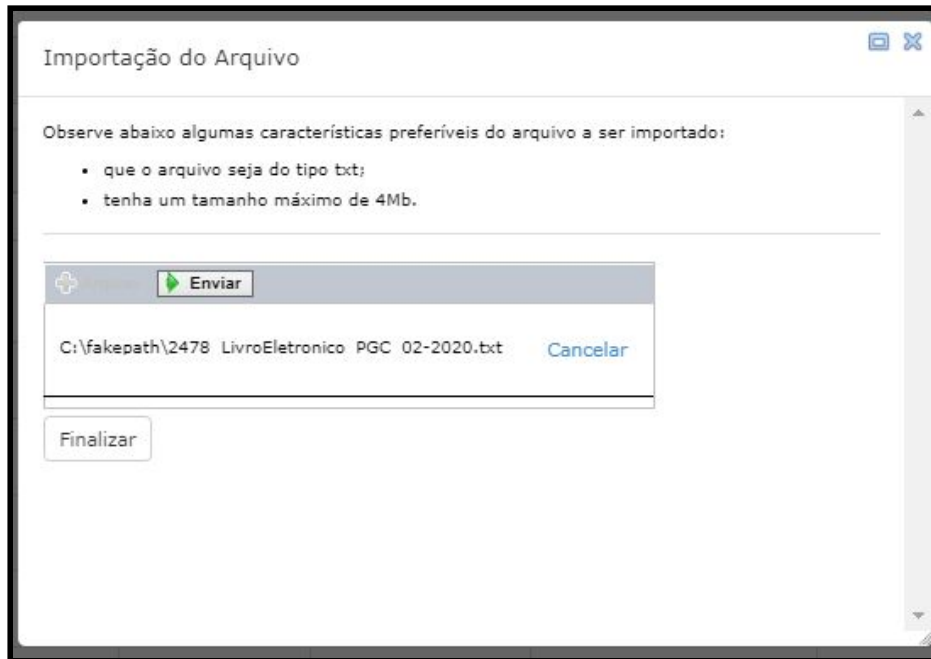 Importação do Arquivo
Observe abaixo algumas características preferíveis do arquivo a ser importado:
• que o arquivo seja do tipo txt;
• tenha um tamanho máximo de 4Mb.
Enviar
C:\fakepath\2478 LivroEletronico PGC 02-2020.txt Cancelar
Finalizar